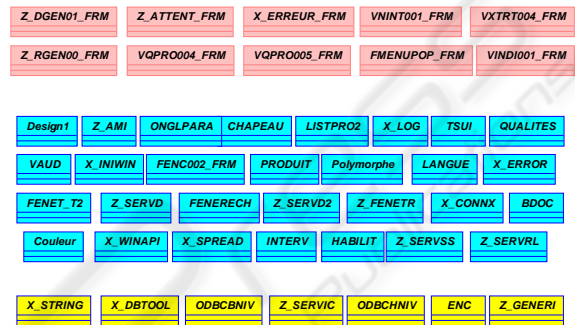 Z_DGEN01_FRM Z_ATTENT_FRM X_ERREUR_FRM VNINT001_FRM VXTRT004_FRM
Z_RGEN00_FRM VQPRO004_FRM VQPRO005_FRM FMENUPOP_FRM VINDI001_FRM
Design1 Z_AMI ONGLPARA CHAPEAU LISTPRO2 X_LOG TSUI QUALITES
VAUD X_INIWIN FENC002_FRM PRODUIT Polymorphe LANGUE X_ERROR
FENET_T2 Z_SERVD FENERECH Z_SERVD2 Z_FENETR X_CONNX BDOC
Couleur X_WINAPI X_SPREAD INTERV HABILIT Z_SERVSS Z_SERVRL
X_STRING X_DBTOOL ODBCBNIV Z_SERVIC ODBCHNIV ENC Z_GENERI